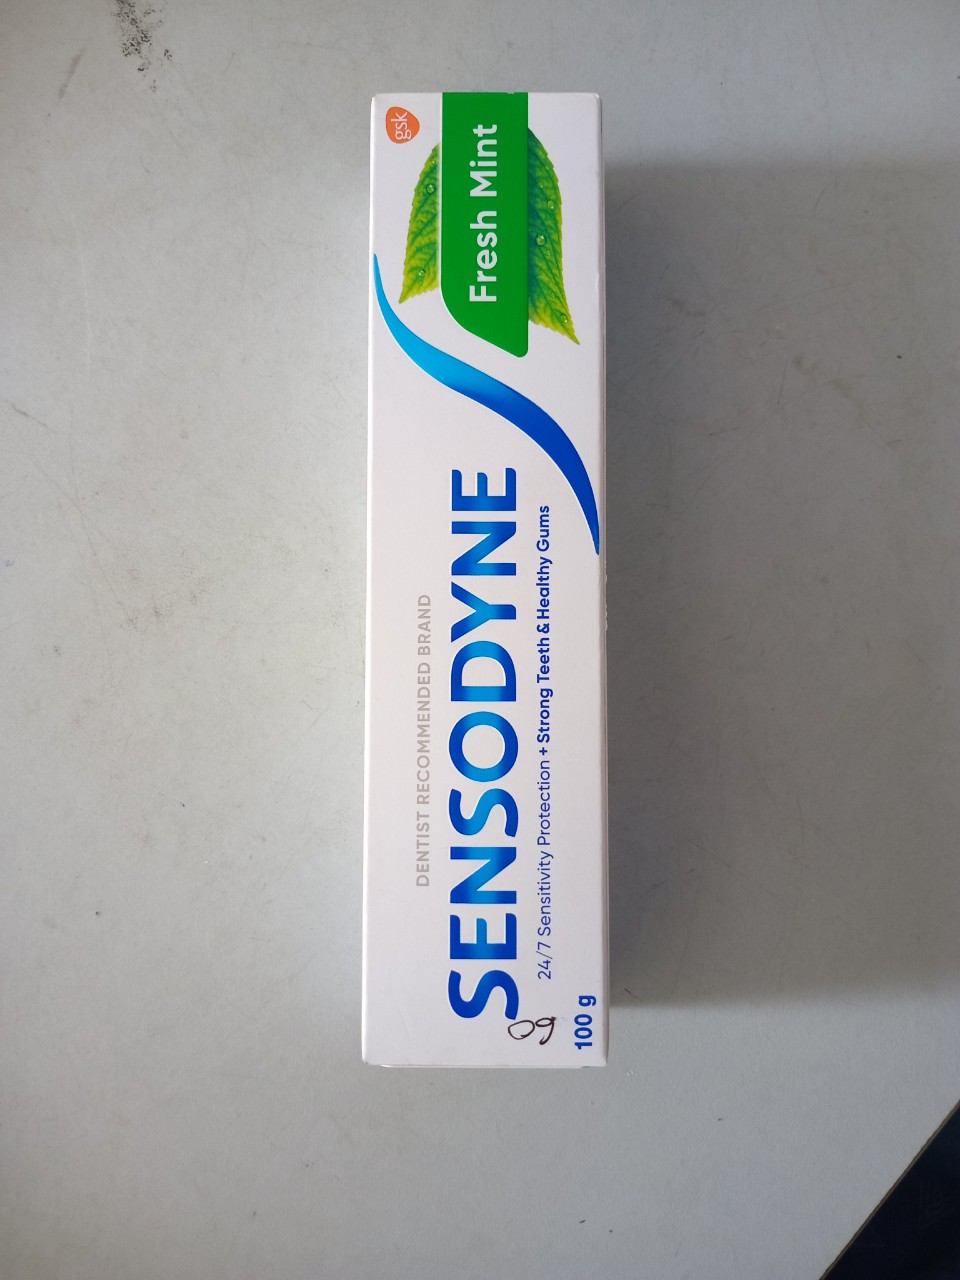 gsk
Fresh Mint
DENTIST RECOMMENDED BRAND
SENSODYNE
24/7 Sensitivity Protection + Strong Teeth & Healthy Gums
100 g